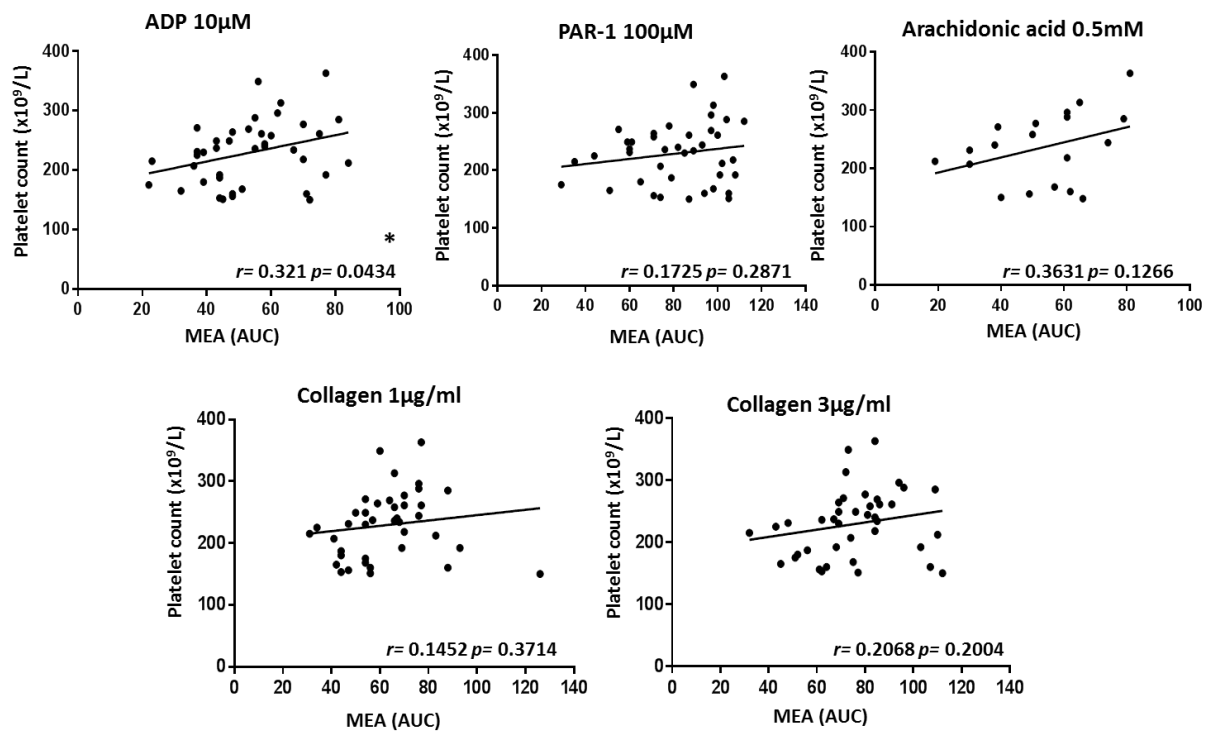 ADP 10µM
Platelet count (x10⁹/L)
400
300
200
100
0
*
r= 0.321 p= 0.0434
0 20 40 60 80 100
MEA (AUC)
PAR-1 100µM
Platelet count (x10⁹/L)
400
300
200
100
0
r= 0.1725 p= 0.2871
0 20 40 60 80 100 120 140
MEA (AUC)
Arachidonic acid 0.5mM
Platelet count (x10⁹/L)
400
300
200
100
0
r= 0.3631 p= 0.1266
0 20 40 60 80 100
MEA (AUC)
Collagen 1µg/ml
Platelet count (x10⁹/L)
400
300
200
100
0
r= 0.1452 p= 0.3714
0 20 40 60 80 100 120 140
MEA (AUC)
Collagen 3µg/ml
Platelet count (x10⁹/L)
400
300
200
100
0
r= 0.2068 p= 0.2004
0 20 40 60 80 100 120 140
MEA (AUC)